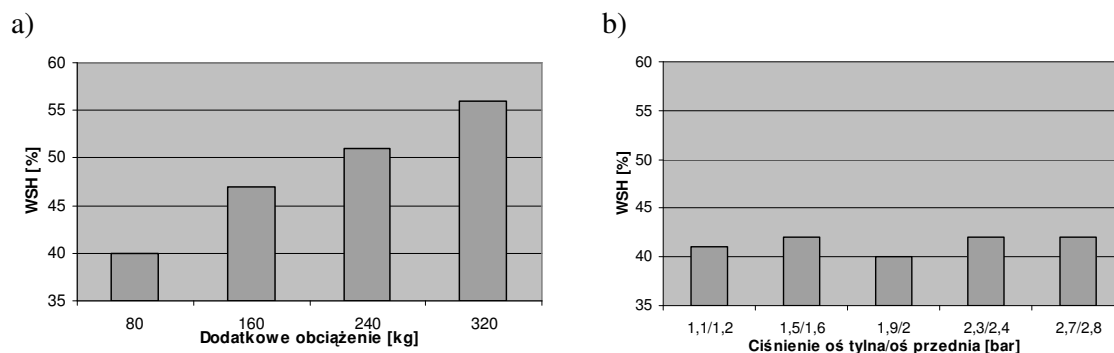 a)
60
55
50
45
40
35
WSH [%]
80 160 240 320
Dodatkowe obciążenie [kg]
b)
60
55
50
45
40
35
WSH [%]
1,1/1,2 1,5/1,6 1,9/2 2,3/2,4 2,7/2,8
Ciśnienie oś tylna/oś przednia [bar]